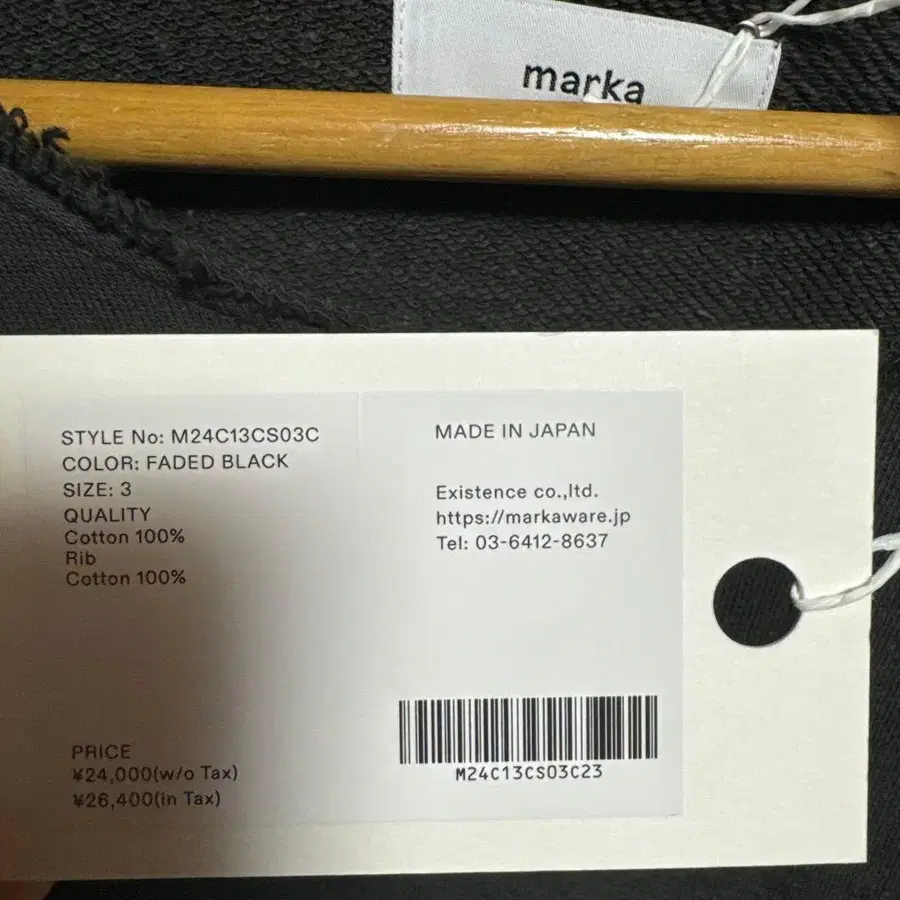 marka
STYLE No: M24C13CS03C
COLOR: FADED BLACK
SIZE: 3
QUALITY
Cotton 100%
Rib
Cotton 100%
PRICE
¥24,000(w/o Tax)
¥26,400(in Tax)
MADE IN JAPAN
Existence co.,ltd.
https://markaware.jp
Tel: 03-6412-8637
M24C13CS03C23